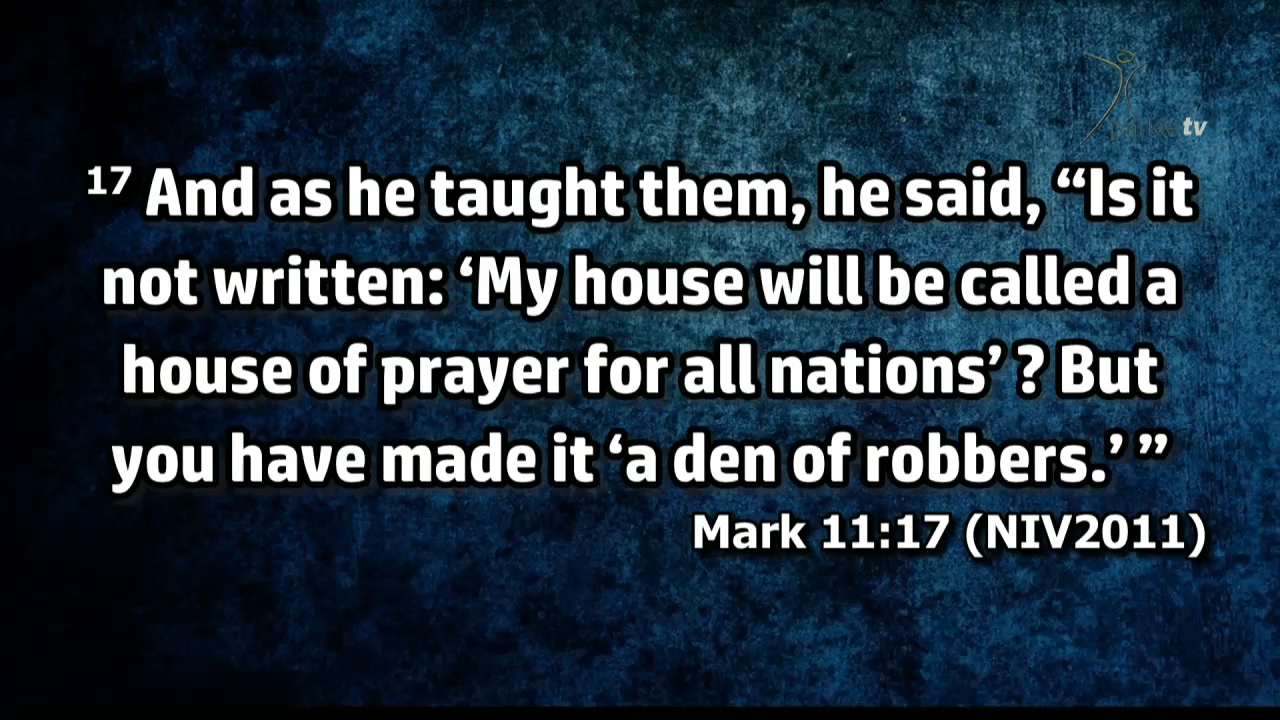 tv
17 And as he taught them, he said, “Is it
not written: ‘My house will be called a
house of prayer for all nations’ ? But
you have made it ‘a den of robbers.’ ”
Mark 11:17 (NIV2011)